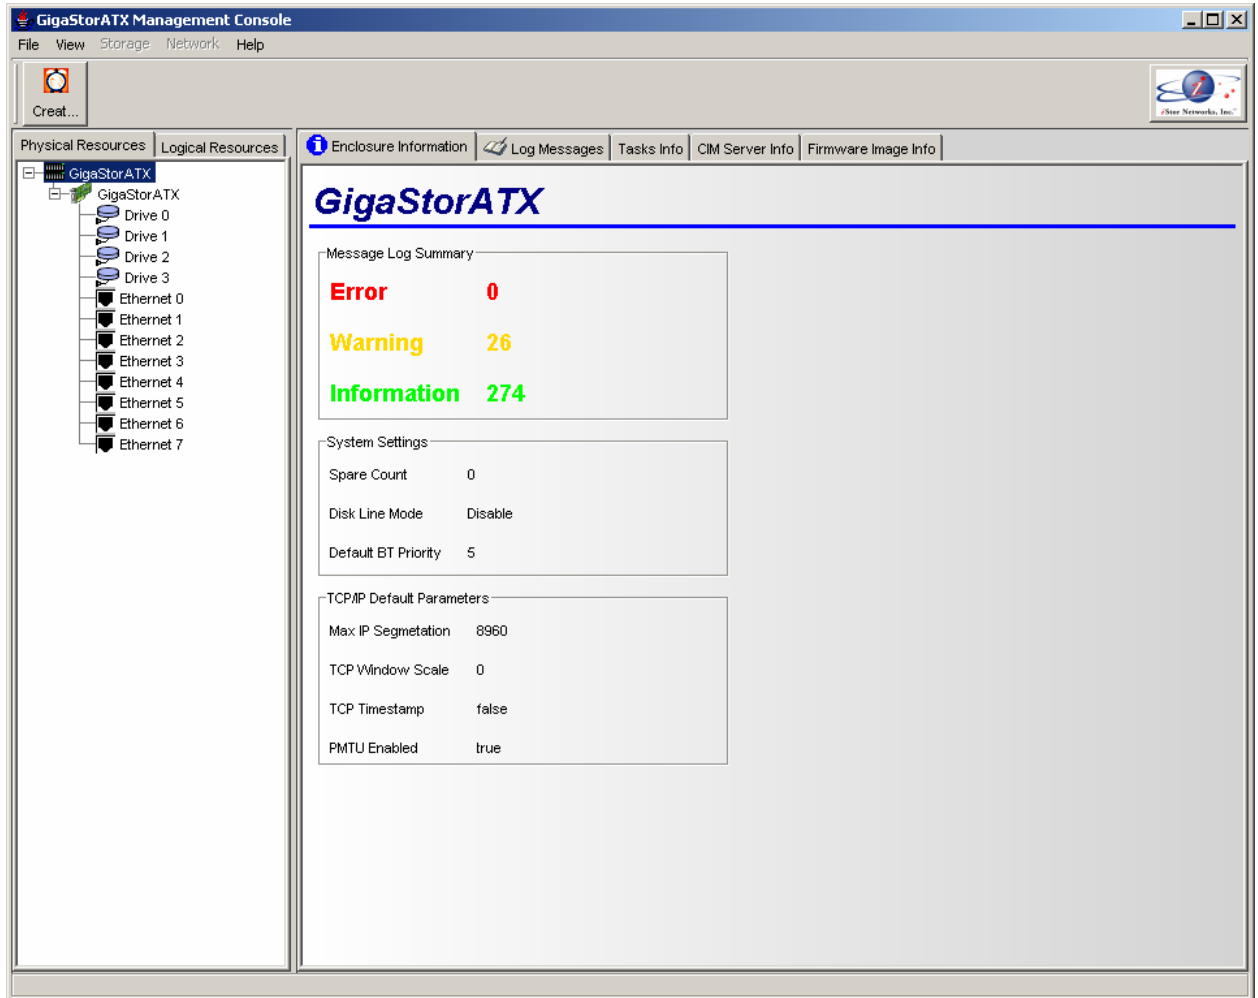 GigaStorATX Management Console
File View Storage Network Help
Creat...
iStor Networks, Inc.
Physical Resources Logical Resources
Enclosure Information Log Messages Tasks Info CIM Server Info Firmware Image Info
GigaStorATX
GigaStorATX
Drive 0
Drive 1
Drive 2
Drive 3
Ethernet 0
Ethernet 1
Ethernet 2
Ethernet 3
Ethernet 4
Ethernet 5
Ethernet 6
Ethernet 7
GigaStorATX
Message Log Summary
Error 0
Warning 26
Information 274
System Settings
Spare Count 0
Disk Line Mode Disable
Default BT Priority 5
TCP/IP Default Parameters
Max IP Segmetation 8960
TCP Window Scale 0
TCP Timestamp false
PMTU Enabled true